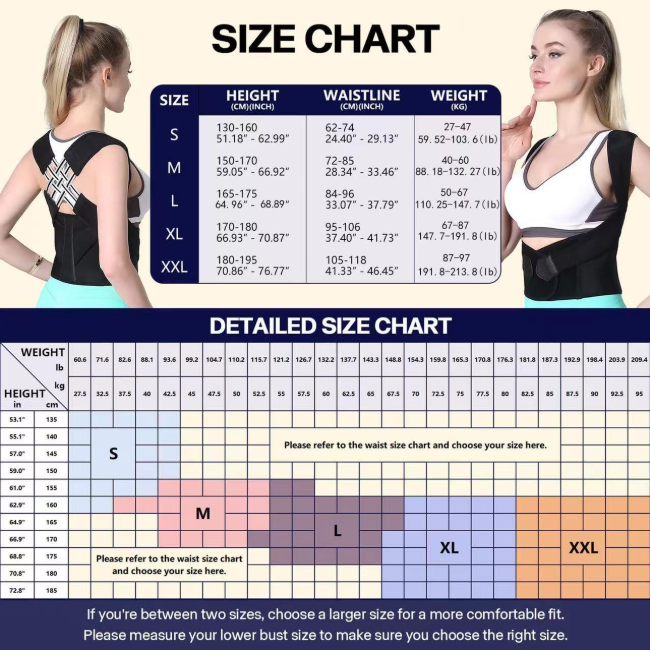 SIZE CHART
SIZE HEIGHT (CM)(INCH) WAISTLINE (CM)(INCH) WEIGHT (KG)
S 130-160 62-74 27-47
51.18" - 62.99" 24.40" - 29.13" 59.52-103.6(lb)
M 150-170 72-85 40-60
59.05" - 66.92" 28.34" - 33.46" 88.18-132.27(lb)
L 165-175 84-96 50-67
64.96" - 68.89" 33.07" - 37.79" 110.25-147.7(lb)
XL 170-180 95-106 67-87
66.93" - 70.87" 37.40" - 41.73" 147.7-191.8(lb)
XXL 180-195 105-118 87-97
70.86" - 76.77" 41.33" - 46.45" 191.8-213.8(lb)
DETAILED SIZE CHART
WEIGHT lb 60.6 71.6 82.6 88.1 93.6 99.2 104.7 110.2 115.7 121.2 126.7 132.2 137.7 143.3 148.8 154.3 159.8 165.3 170.8 176.3 181.8 187.3 192.9 198.4 203.9 209.4
kg 27.5 32.5 37.5 40 42.5 45 47.5 50 52.5 55 57.5 60 62.5 65 67.5 70 72.5 75 77.5 80 82.5 85 87.5 90 92.5 95
HEIGHT
in cm
53.1" 135
55.1" 140
Please refer to the waist size chart and choose your size here.
57.0" 145
S
59.0" 150
61.0" 155
62.9" 160
M
64.9" 165
L
66.9" 170
XL XXL
68.8" 175
Please refer to the waist size chart
and choose your size here.
70.8" 180
72.8" 185
If you're between two sizes, choose a larger size for a more comfortable fit.
Please measure your lower bust size to make sure you choose the right size.